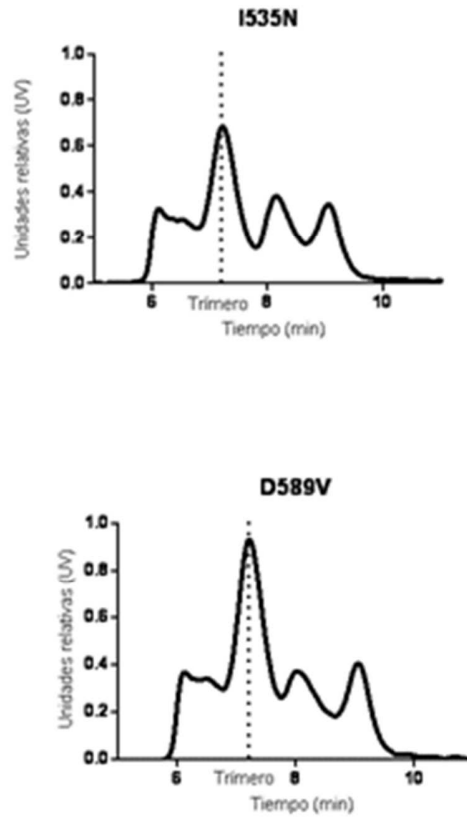 I535N
Unidades relativas (UV)
1.0
0.8
0.6
0.4
0.2
0.0
6 Trímero 8 10
Tiempo (min)
D589V
Unidades relativas (UV)
1.0
0.8
0.6
0.4
0.2
0.0
6 Trímero 8 10
Tiempo (min)